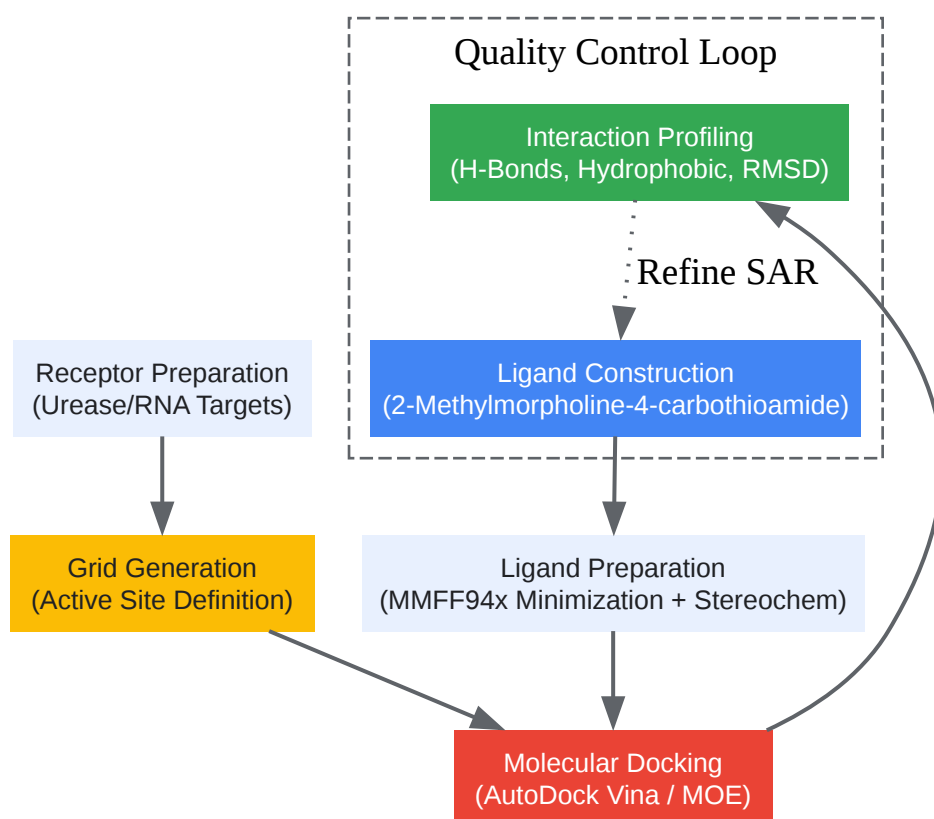 Quality Control Loop
Interaction Profiling
(H-Bonds, Hydrophobic, RMSD)
Refine SAR
Receptor Preparation
(Urease/RNA Targets)
Ligand Construction
(2-Methylmorpholine-4-carbothioamide)
Grid Generation
(Active Site Definition)
Ligand Preparation
(MMFF94x Minimization + Stereochem)
Molecular Docking
(AutoDock Vina / MOE)